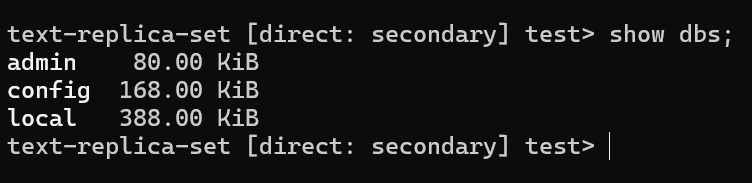 text-replica-set [direct: secondary] test> show dbs;
admin    80.00 KiB
config  168.00 KiB
local   388.00 KiB
text-replica-set [direct: secondary] test>